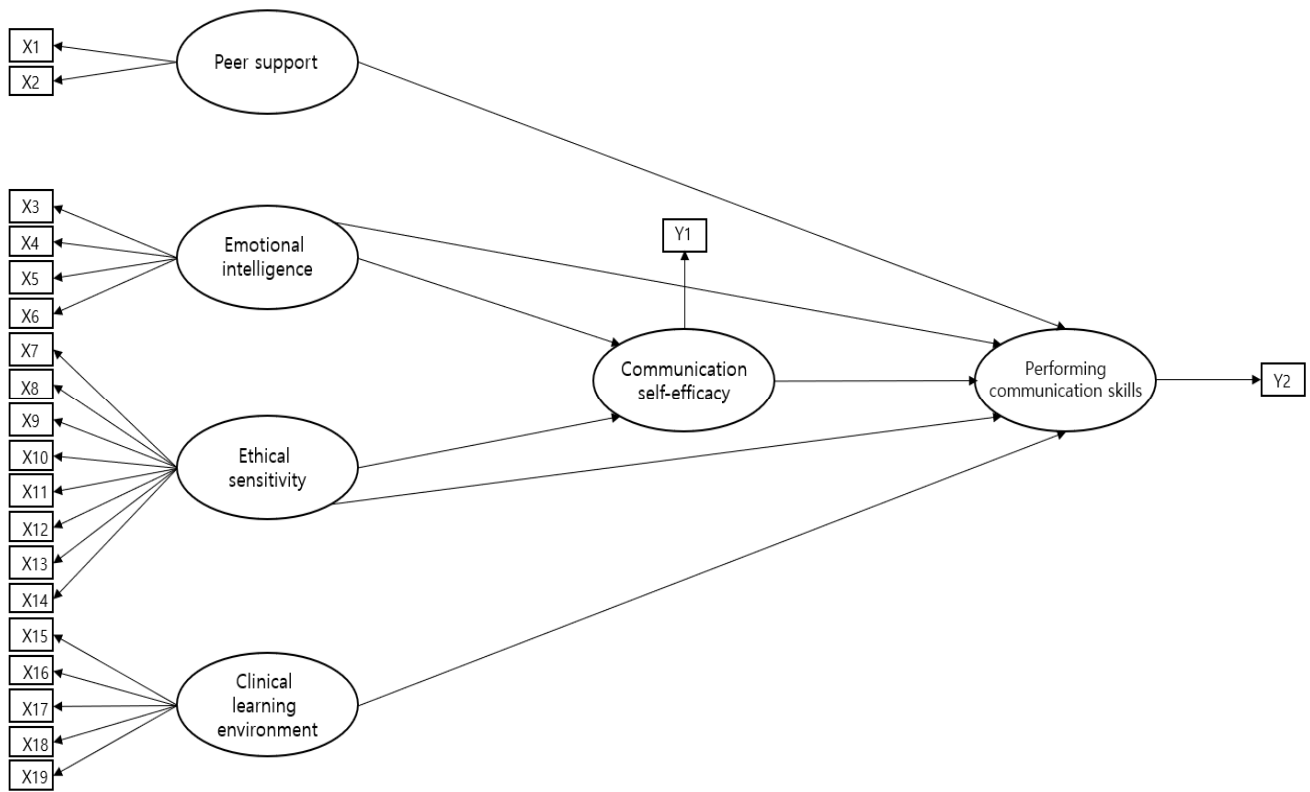 X1
X2
Peer support
X3
X4
X5
X6
Emotional
intelligence
Y1
X7
X8
X9
X10
X11
X12
X13
X14
Ethical
sensitivity
Communication
self-efficacy
Performing
communication skills
Y2
X15
X16
X17
X18
X19
Clinical
learning
environment